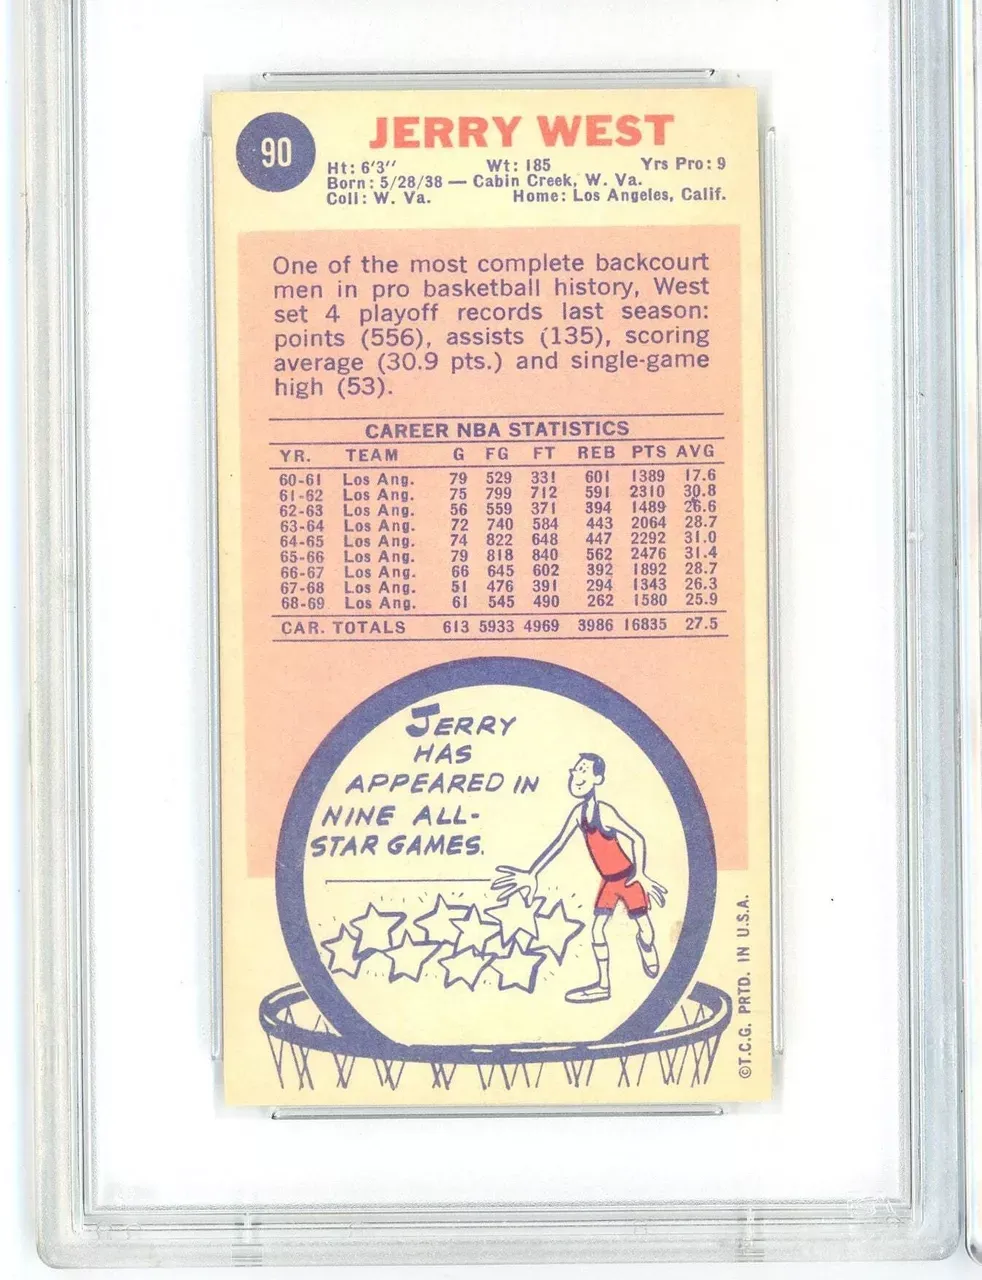 90
JERRY WEST
Ht: 6'3" Wt: 185 Yrs Pro: 9
Born: 5/28/38 — Cabin Creek, W. Va.
Coll: W. Va. Home: Los Angeles, Calif.
One of the most complete backcourt
men in pro basketball history, West
set 4 playoff records last season:
points (556), assists (135), scoring
average (30.9 pts.) and single-game
high (53).
CAREER NBA STATISTICS
YR. TEAM G FG FT REB PTS AVG
60-61 Los Ang. 79 529 331 601 1389 17.6
61-62 Los Ang. 75 799 712 591 2310 30.8
62-63 Los Ang. 56 559 371 394 1489 26.6
63-64 Los Ang. 72 740 584 443 2064 28.7
64-65 Los Ang. 74 822 648 447 2292 31.0
65-66 Los Ang. 79 818 840 562 2476 31.4
66-67 Los Ang. 66 645 602 392 1892 28.7
67-68 Los Ang. 51 476 391 294 1343 26.3
68-69 Los Ang. 61 545 490 262 1580 25.9
CAR. TOTALS 613 5933 4969 3986 16835 27.5
JERRY
HAS
APPEARED IN
NINE ALL-
STAR GAMES.
©T.C.G. PRTD. IN U.S.A.